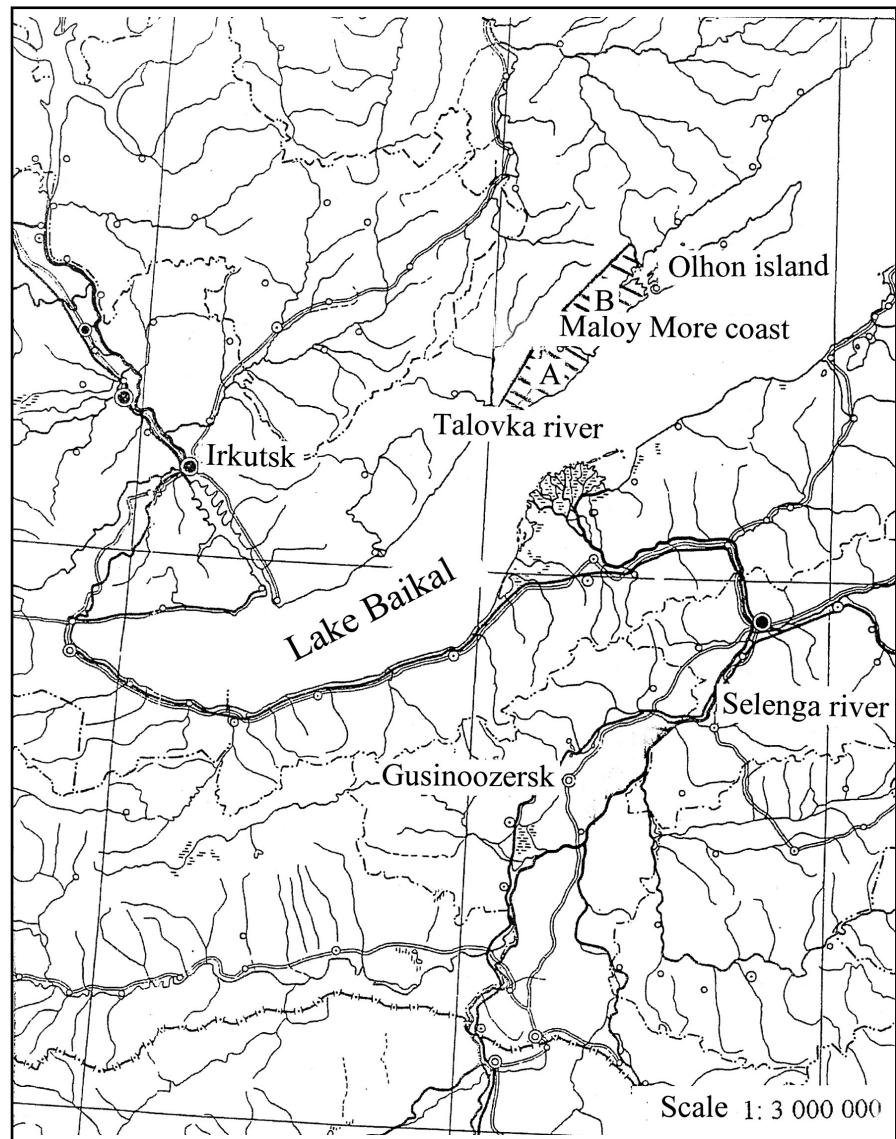 Olhon island
B
Maloy More coast
A
Talovka river
Irkutsk
Lake Baikal
Selenga river
Gusinoozersk
Scale 1: 3 000 000